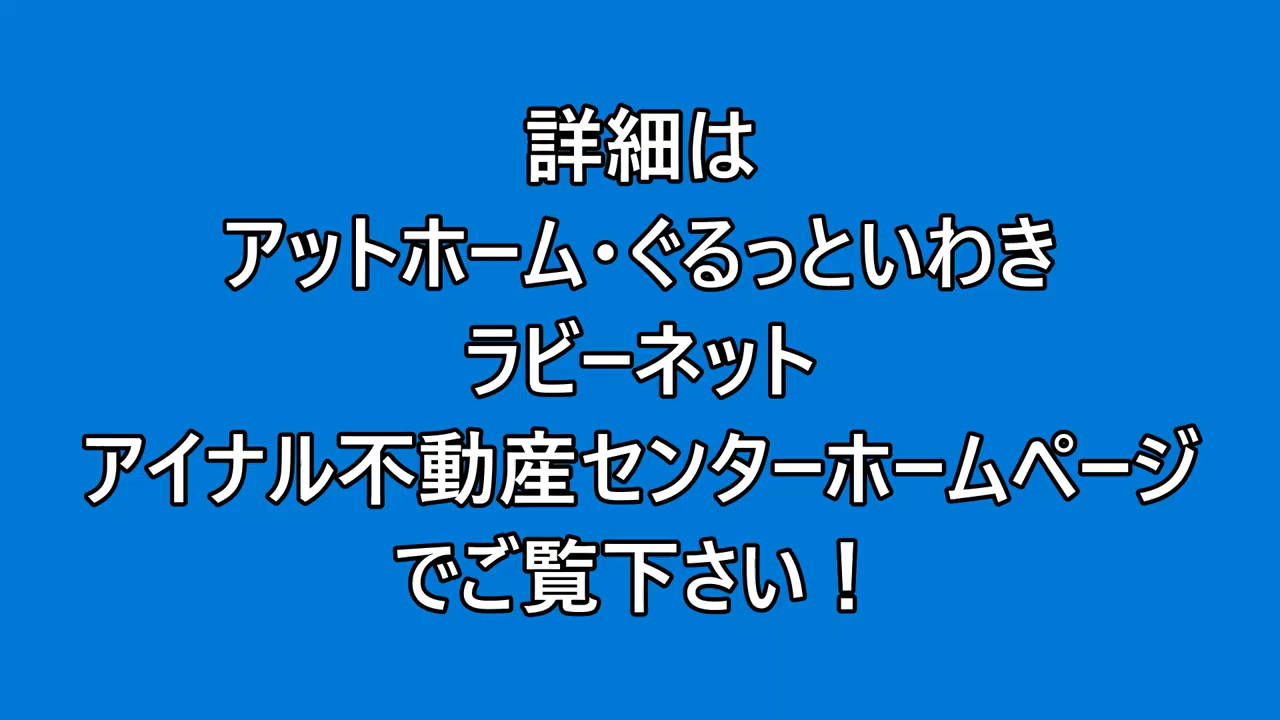 詳細は
アットホーム・ぐるっといわき
ラビーネット
アイナル不動産センターホームページ
でご覧下さい！